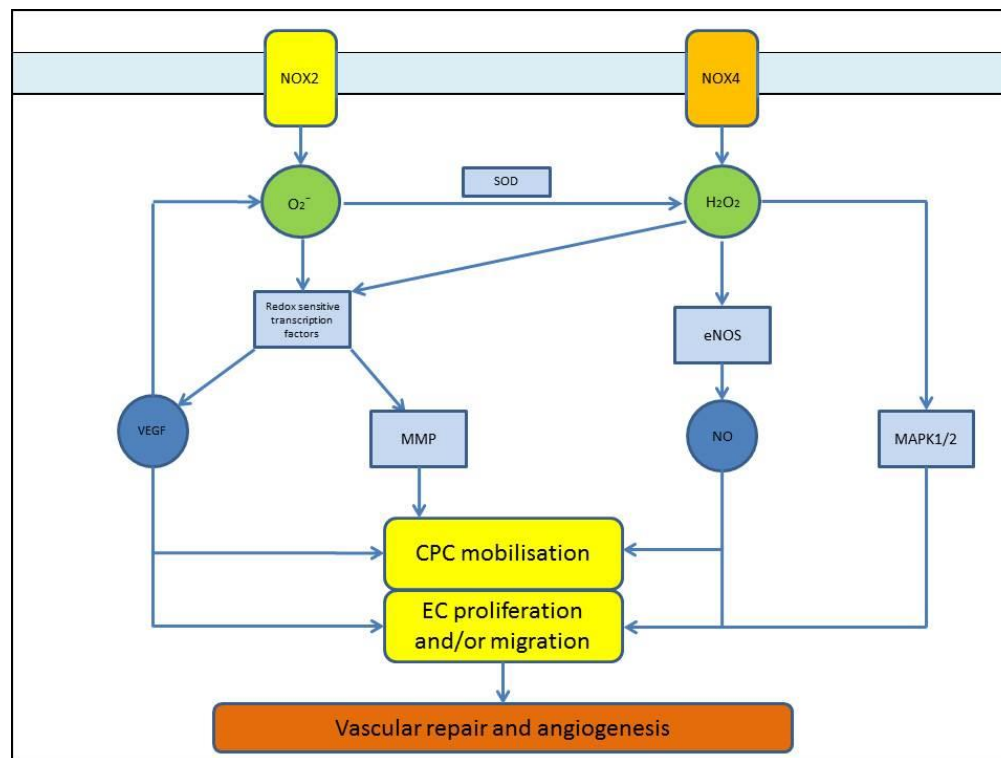 NOX2
NOX4
SOD
O₂⁻
H₂O₂
Redox sensitive
transcription
factors
eNOS
VEGF
MMP
NO
MAPK1/2
CPC mobilisation
EC proliferation
and/or migration
Vascular repair and angiogenesis